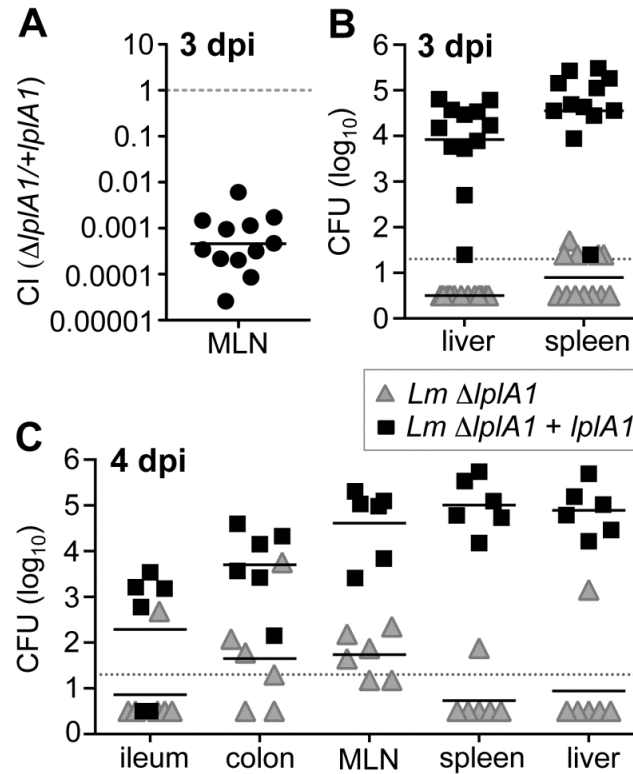 A
3 dpi
CI (ΔlplA1/+lplA1)
10
1
0.1
0.01
0.001
0.0001
0.00001
MLN
B
3 dpi
CFU (log10)
6
5
4
3
2
1
0
liver spleen
Lm ΔlplA1
Lm ΔlplA1 + lplA1
C
4 dpi
CFU (log10)
6
5
4
3
2
1
0
ileum colon MLN spleen liver